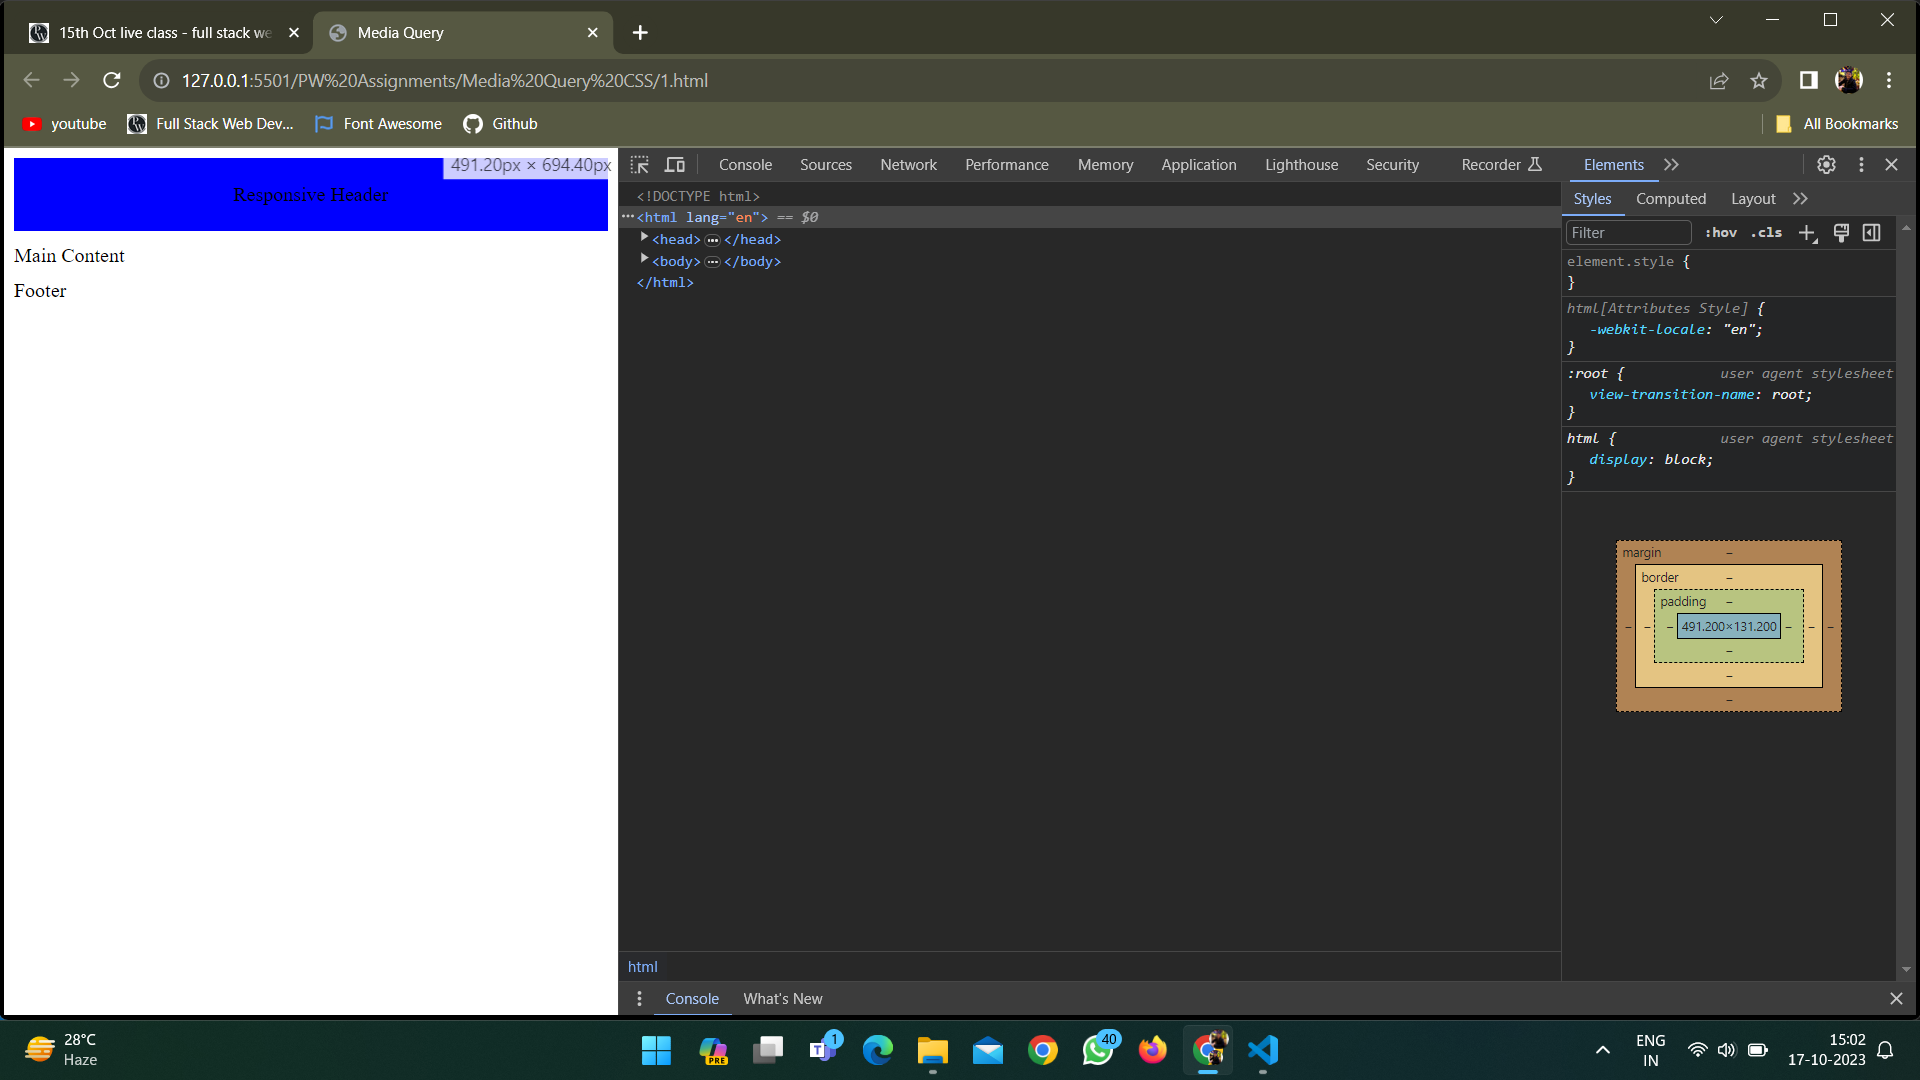 15th Oct live class - full stack we
Media Query
127.0.0.1:5501/PW%20Assignments/Media%20Query%20CSS/1.html
youtube
Full Stack Web Dev...
Font Awesome
Github
All Bookmarks
491.20px × 694.40px
Responsive Header
Main Content
Footer
Console Sources Network Performance Memory Application Lighthouse Security Recorder Elements
<!DOCTYPE html>
<html lang="en"> == $0
<head> ... </head>
<body> ... </body>
</html>
html
Styles Computed Layout
Filter :hov .cls
element.style {
}
html[Attributes Style] {
-webkit-locale: "en";
}
:root { user agent stylesheet
view-transition-name: root;
}
html { user agent stylesheet
display: block;
}
margin –
border –
padding –
– – – 491.200×131.200 – – –
–
–
–
Console What's New
28°C
Haze
PRE
T
1
40
ENG
IN
15:02
17-10-2023